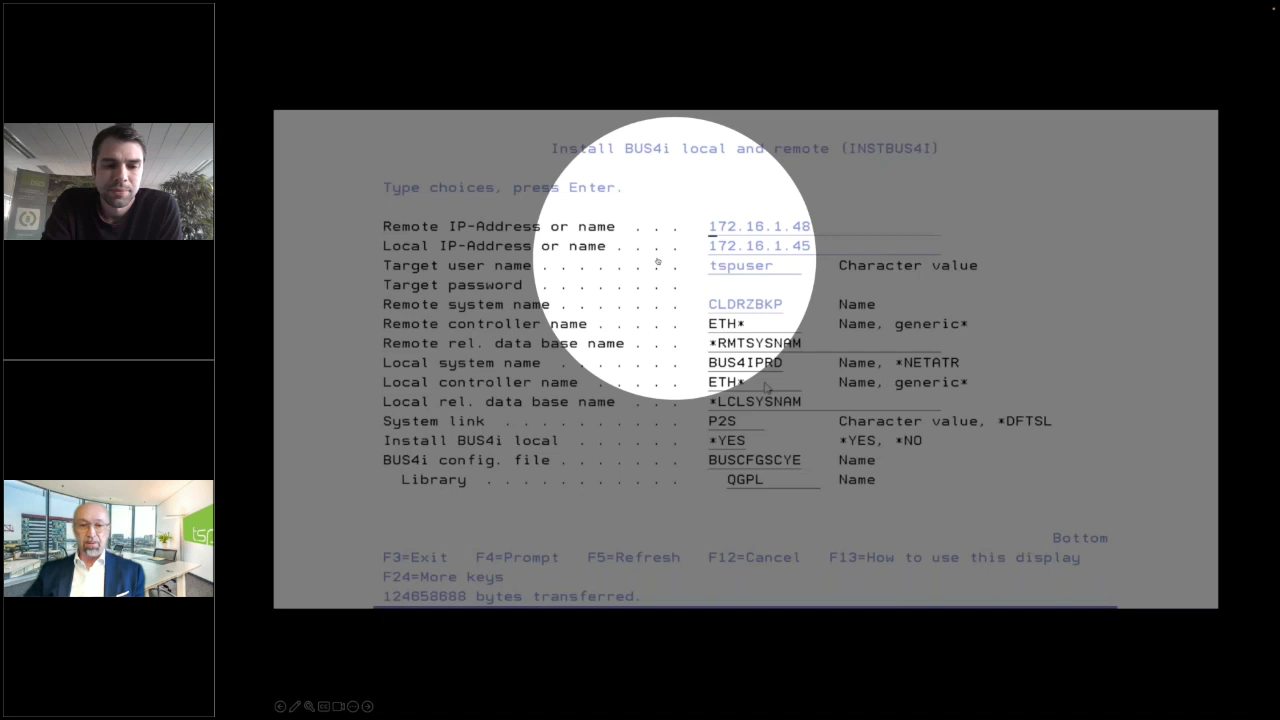 Install BUS4i local and remote (INSTBUS4I)
Type choices, press Enter.
Remote IP-Address or name . . . 172.16.1.48
Local IP-Address or name . . . . 172.16.1.45
Target user name . . . . . . . . tspuser Character value
Target password . . . . . . . .
Remote system name . . . . . . . CLDRZBKP Name
Remote controller name . . . . . ETH* Name, generic*
Remote rel. data base name . . . *RMTSYSNAM
Local system name . . . . . . . BUS4IPRD Name, *NETATR
Local controller name . . . . . ETH* Name, generic*
Local rel. data base name . . . *LCLSYSNAM
System link . . . . . . . . . . P2S Character value, *DFTSL
Install BUS4i local . . . . . . *YES *YES, *NO
BUS4i config. file . . . . . . . BUSCFGSCYE Name
Library . . . . . . . . . . . QGPL Name
Bottom
F3=Exit F4=Prompt F5=Refresh F12=Cancel F13=How to use this display
F24=More keys
124658688 bytes transferred.